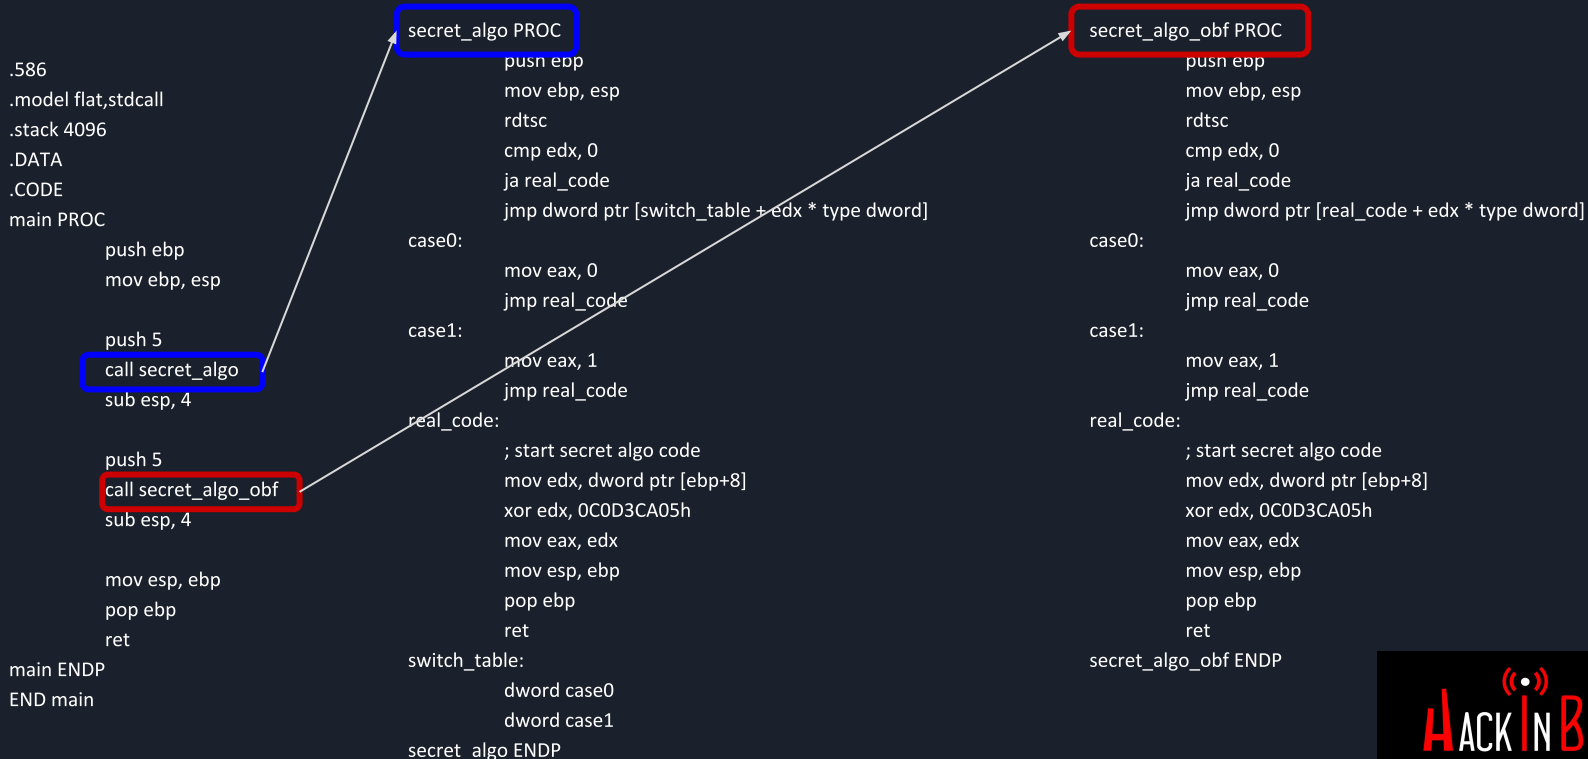 .586
.model flat,stdcall
.stack 4096
.DATA
.CODE
main PROC
push ebp
mov ebp, esp
push 5
call secret_algo
sub esp, 4
push 5
call secret_algo_obf
sub esp, 4
mov esp, ebp
pop ebp
ret
main ENDP
END main
secret_algo PROC
push ebp
mov ebp, esp
rdtsc
cmp edx, 0
ja real_code
jmp dword ptr [switch_table + edx * type dword]
case0:
mov eax, 0
jmp real_code
case1:
mov eax, 1
jmp real_code
real_code:
; start secret algo code
mov edx, dword ptr [ebp+8]
xor edx, 0C0D3CA05h
mov eax, edx
mov esp, ebp
pop ebp
ret
switch_table:
dword case0
dword case1
secret_algo ENDP
secret_algo_obf PROC
push ebp
mov ebp, esp
rdtsc
cmp edx, 0
ja real_code
jmp dword ptr [real_code + edx * type dword]
case0:
mov eax, 0
jmp real_code
case1:
mov eax, 1
jmp real_code
real_code:
; start secret algo code
mov edx, dword ptr [ebp+8]
xor edx, 0C0D3CA05h
mov eax, edx
mov esp, ebp
pop ebp
ret
secret_algo_obf ENDP
HACK IN B